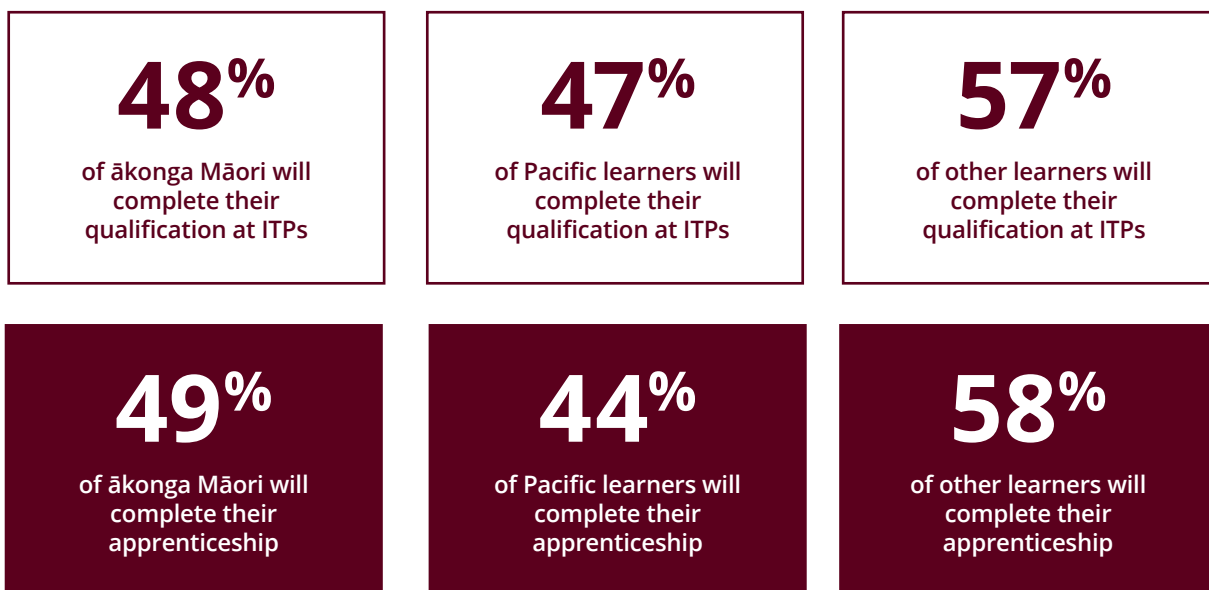 48%
of ākonga Māori will
complete their
qualification at ITPs
47%
of Pacific learners will
complete their
qualification at ITPs
57%
of other learners will
complete their
qualification at ITPs
49%
of ākonga Māori will
complete their
apprenticeship
44%
of Pacific learners will
complete their
apprenticeship
58%
of other learners will
complete their
apprenticeship